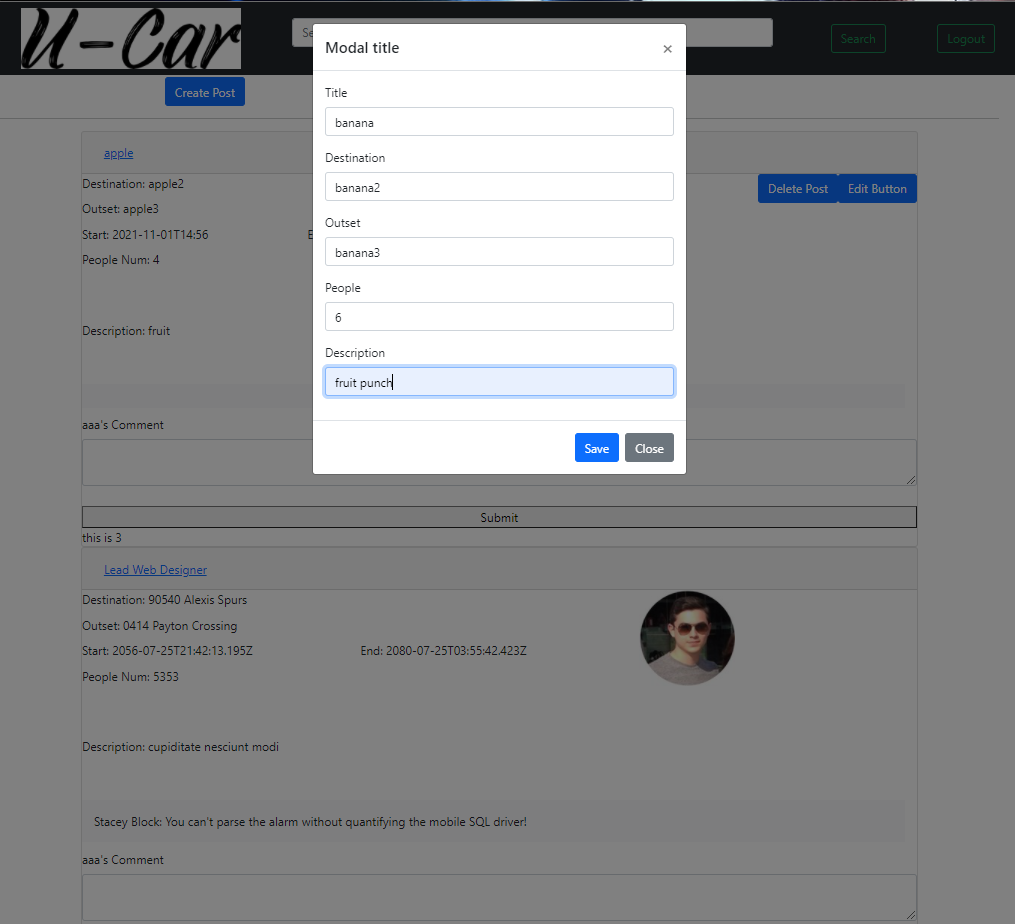 U-Car
Se
Search
Logout
Modal title
×
Create Post
Title
banana
apple
Destination
Destination: apple2
banana2
Delete Post
Edit Button
Outset: apple3
Outset
Start: 2021-11-01T14:56
E
banana3
People Num: 4
People
6
Description: fruit
Description
fruit punch
aaa's Comment
Save
Close
Submit
this is 3
Lead Web Designer
Destination: 90540 Alexis Spurs
Outset: 0414 Payton Crossing
Start: 2056-07-25T21:42:13.195Z
End: 2080-07-25T03:55:42.423Z
People Num: 5353
Description: cupiditate nesciunt modi
Stacey Block: You can't parse the alarm without quantifying the mobile SQL driver!
aaa's Comment